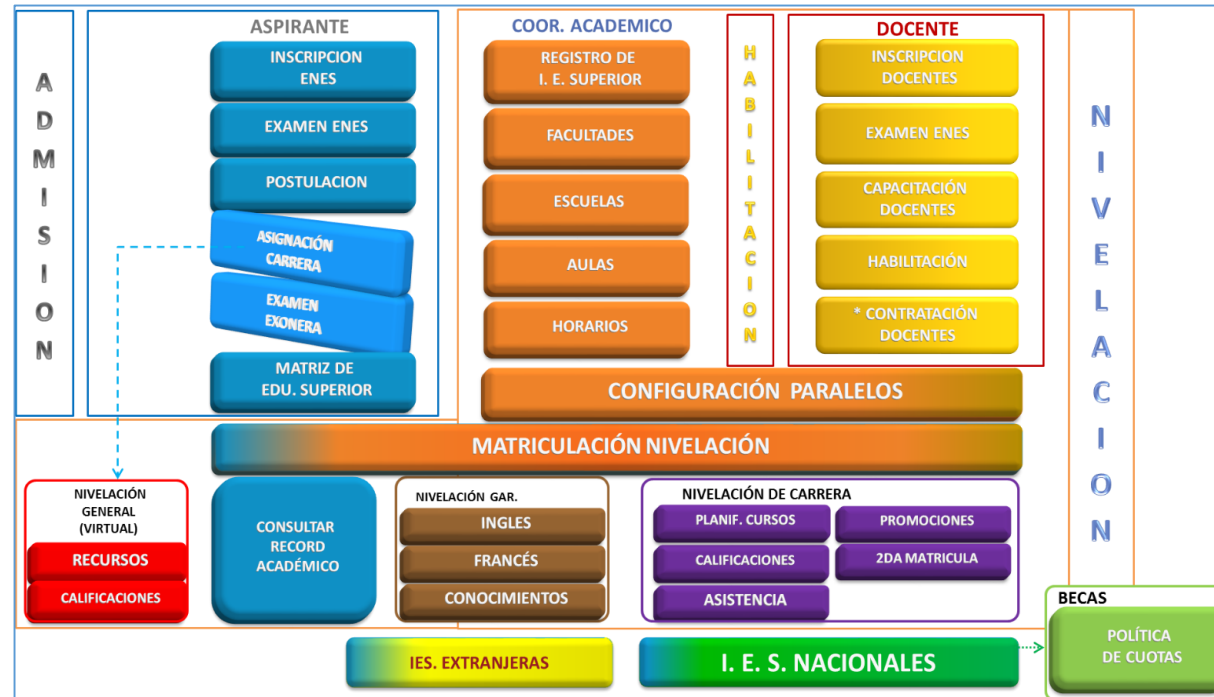 ADMISION
ASPIRANTE
INSCRIPCION
ENES
EXAMEN ENES
POSTULACION
ASIGNACIÓN
CARRERA
EXAMEN
EXONERA
MATRIZ DE
EDU. SUPERIOR
COOR. ACADEMICO
REGISTRO DE
I. E. SUPERIOR
FACULTADES
ESCUELAS
AULAS
HORARIOS
HABILITACION
DOCENTE
INSCRIPCION
DOCENTES
EXAMEN ENES
CAPACITACIÓN
DOCENTES
HABILITACIÓN
* CONTRATACIÓN
DOCENTES
NIVELACION
CONFIGURACIÓN PARALELOS
MATRICULACIÓN NIVELACIÓN
NIVELACIÓN
GENERAL
(VIRTUAL)
RECURSOS
CALIFICACIONES
CONSULTAR
RECORD
ACADÉMICO
NIVELACIÓN GAR.
INGLES
FRANCÉS
CONOCIMIENTOS
NIVELACIÓN DE CARRERA
PLANIF. CURSOS
PROMOCIONES
CALIFICACIONES
2DA MATRICULA
ASISTENCIA
BECAS
POLÍTICA
DE CUOTAS
IES. EXTRANJERAS
I. E. S. NACIONALES